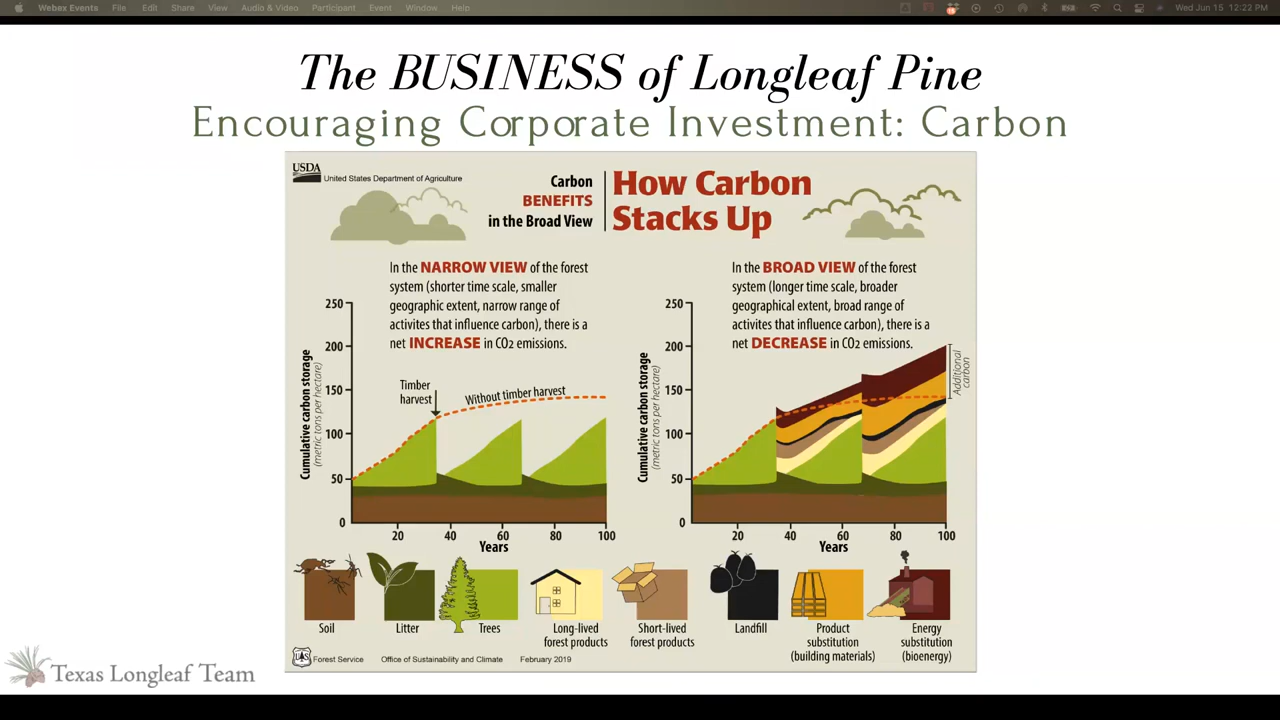 Webex Events File Edit Share View Audio & Video Participant Event Window Help
Wed Jun 15 12:22 PM
The BUSINESS of Longleaf Pine
Encouraging Corporate Investment: Carbon
USDA
United States Department of Agriculture
Carbon
BENEFITS
in the Broad View
How Carbon
Stacks Up
In the NARROW VIEW of the forest
system (shorter time scale, smaller
geographic extent, narrow range of
activites that influence carbon), there is a
net INCREASE in CO2 emissions.
250
200
150
100
50
0
Cumulative carbon storage
(metric tons per hectare)
Timber
harvest
Without timber harvest
20 40 60 80 100
Years
In the BROAD VIEW of the forest
system (longer time scale, broader
geographical extent, broad range of
activites that influence carbon), there is a
net DECREASE in CO2 emissions.
250
200
150
100
50
0
Cumulative carbon storage
(metric tons per hectare)
Additional
carbon
20 40 60 80 100
Years
Soil
Litter
Trees
Long-lived
forest products
Short-lived
forest products
Landfill
Product
substitution
(building materials)
Energy
substitution
(bioenergy)
Forest Service Office of Sustainability and Climate February 2019
Texas Longleaf Team